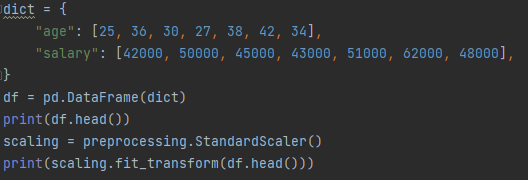 dict = {
    "age": [25, 36, 30, 27, 38, 42, 34],
    "salary": [42000, 50000, 45000, 43000, 51000, 62000, 48000],
}
df = pd.DataFrame(dict)
print(df.head())
scaling = preprocessing.StandardScaler()
print(scaling.fit_transform(df.head()))